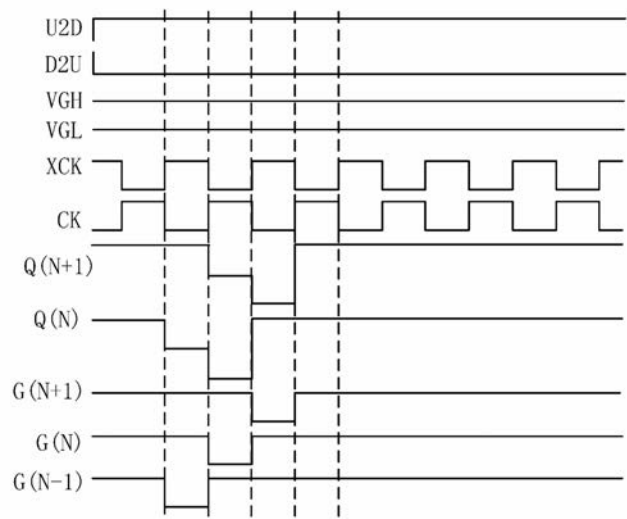 U2D
D2U
VGH
VGL
XCK
CK
Q(N+1)
Q(N)
G(N+1)
G(N)
G(N-1)